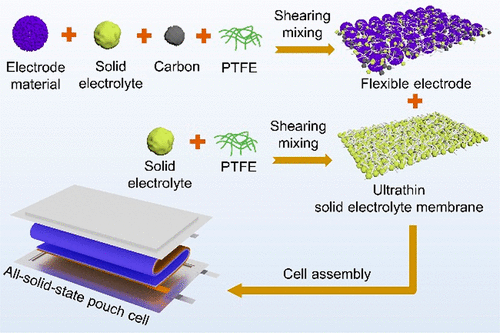 Electrode
material
+
Solid
electrolyte
+
Carbon
+
PTFE
Shearing
mixing
Flexible electrode
+
Solid
electrolyte
+
PTFE
Shearing
mixing
Ultrathin
solid electrolyte membrane
Cell assembly
All-solid-state pouch cell